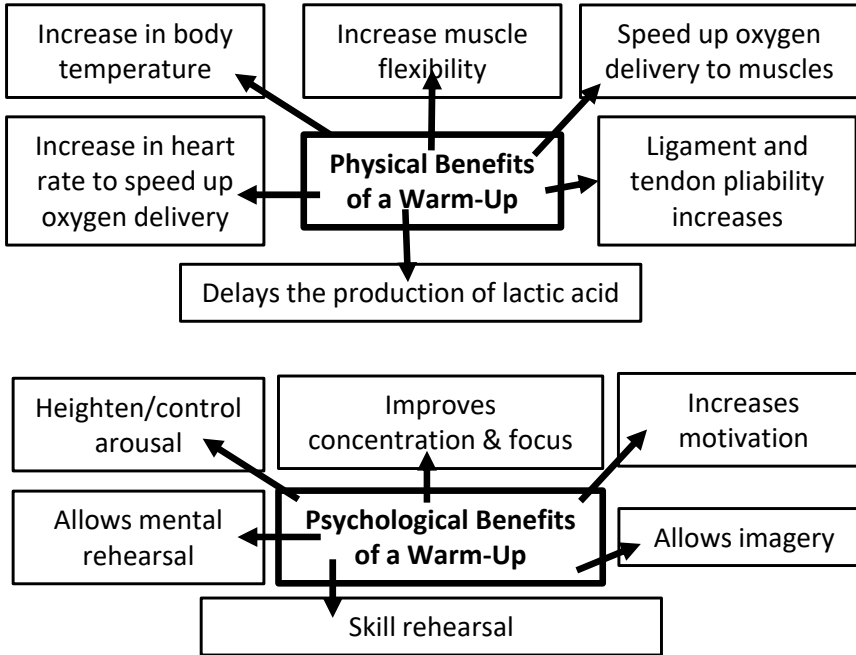 Increase in body
temperature
Increase muscle
flexibility
Speed up oxygen
delivery to muscles
Increase in heart
rate to speed up
oxygen delivery
Physical Benefits
of a Warm-Up
Ligament and
tendon pliability
increases
Delays the production of lactic acid
Heighten/control
arousal
Improves
concentration & focus
Increases
motivation
Allows mental
rehearsal
Psychological Benefits
of a Warm-Up
Allows imagery
Skill rehearsal